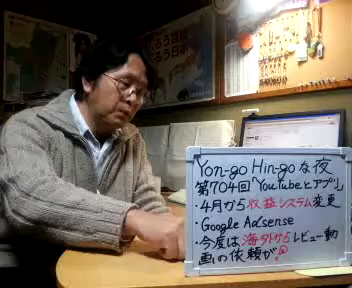 Yon-go Hin-goな夜
第704回「YouTubeとアプリ」
・4月から収益システム変更
・Google Adsense
・今度は海外からレビュー動
画の依頼が!?